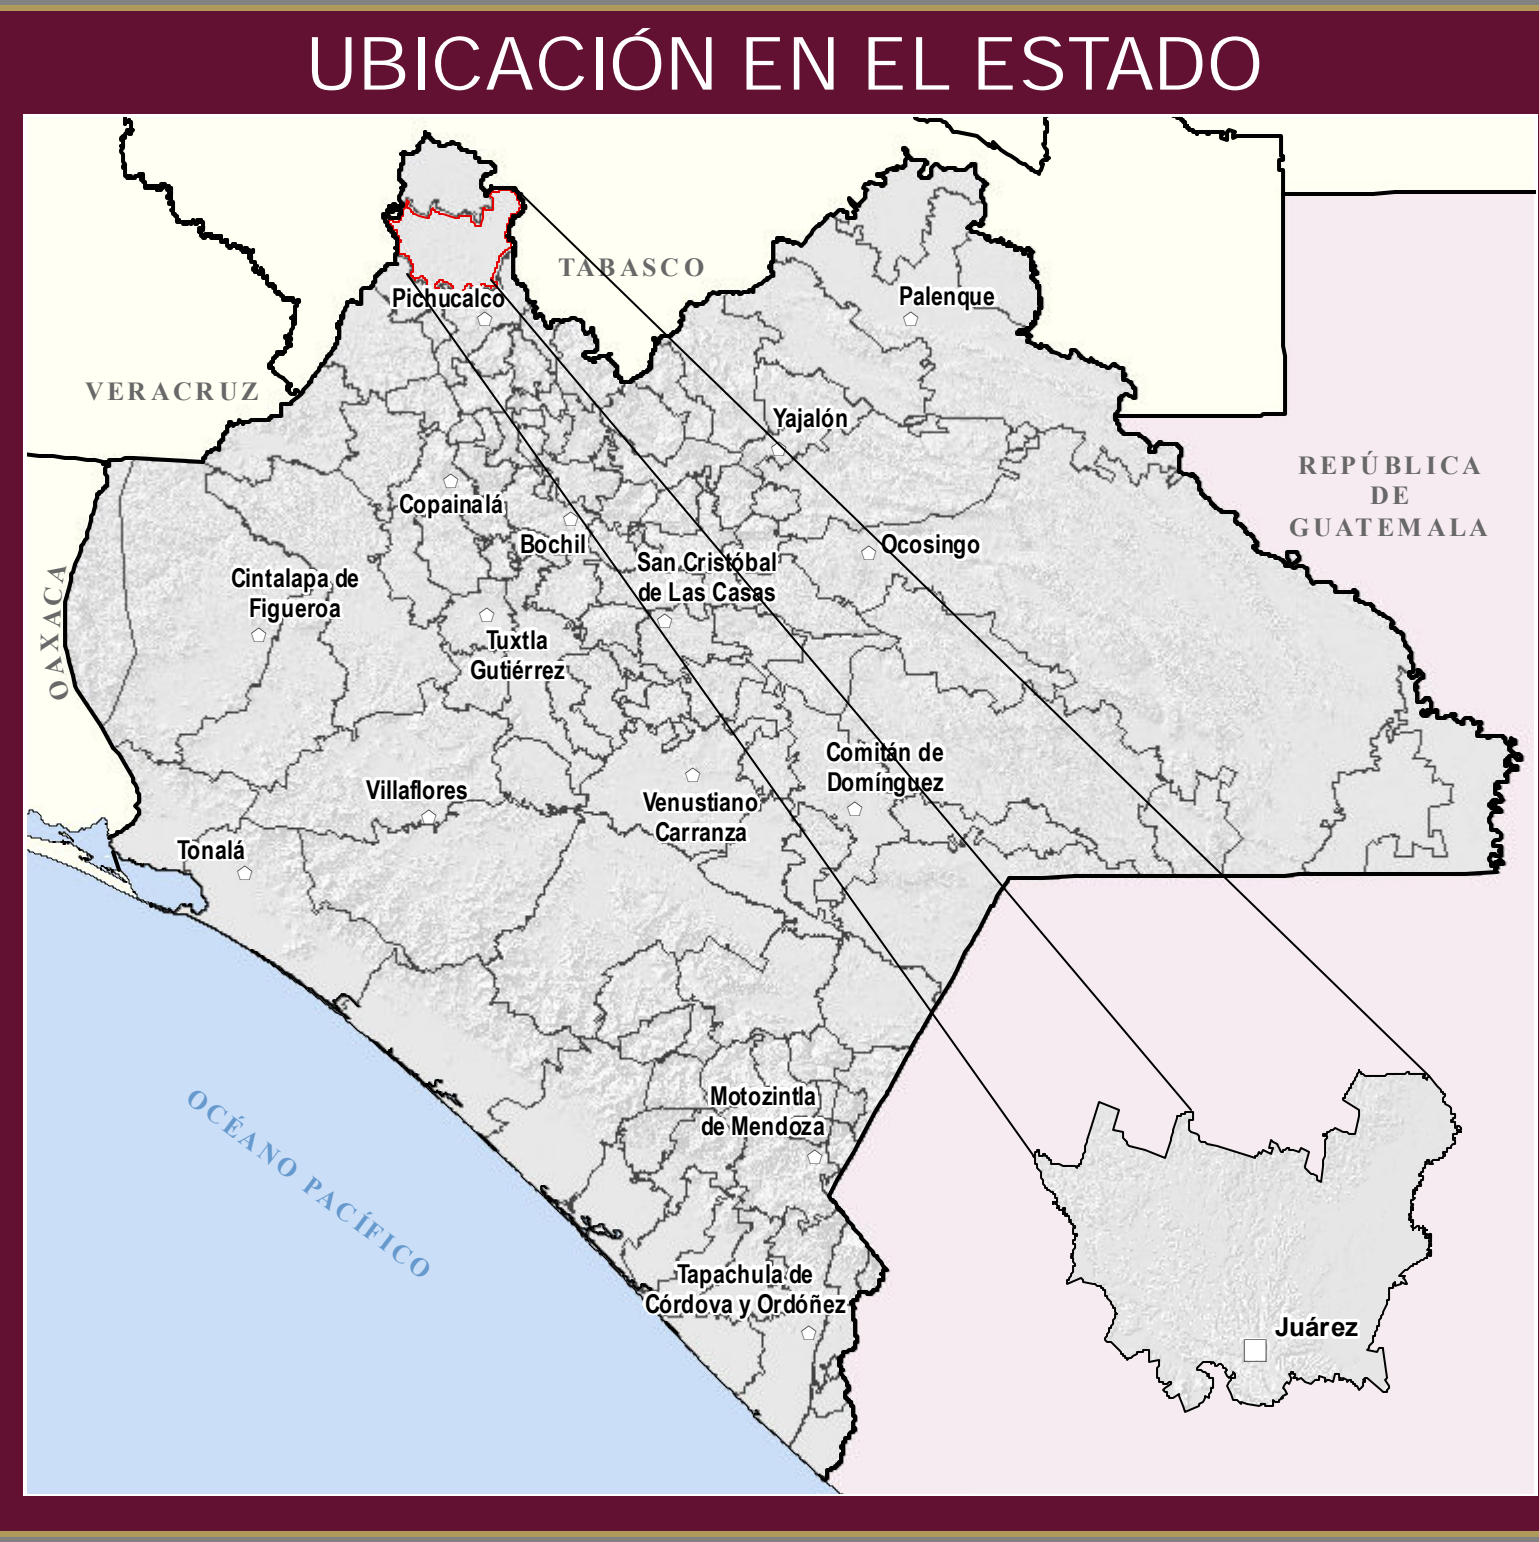 UBICACIÓN EN EL ESTADO
TABASCO
Pichucalco
Palenque
VERACRUZ
Yajalón
REPÚBLICA
DE
GUATEMALA
Copainalá
Bochil
Ocosingo
San Cristóbal
de Las Casas
Cintalapa de
Figueroa
OAXACA
Tuxtla
Gutiérrez
Comitán de
Domínguez
Villaflores
Venustiano
Carranza
Tonalá
Motozintla
de Mendoza
OCÉANO PACÍFICO
Tapachula de
Córdova y Ordóñez
Juárez